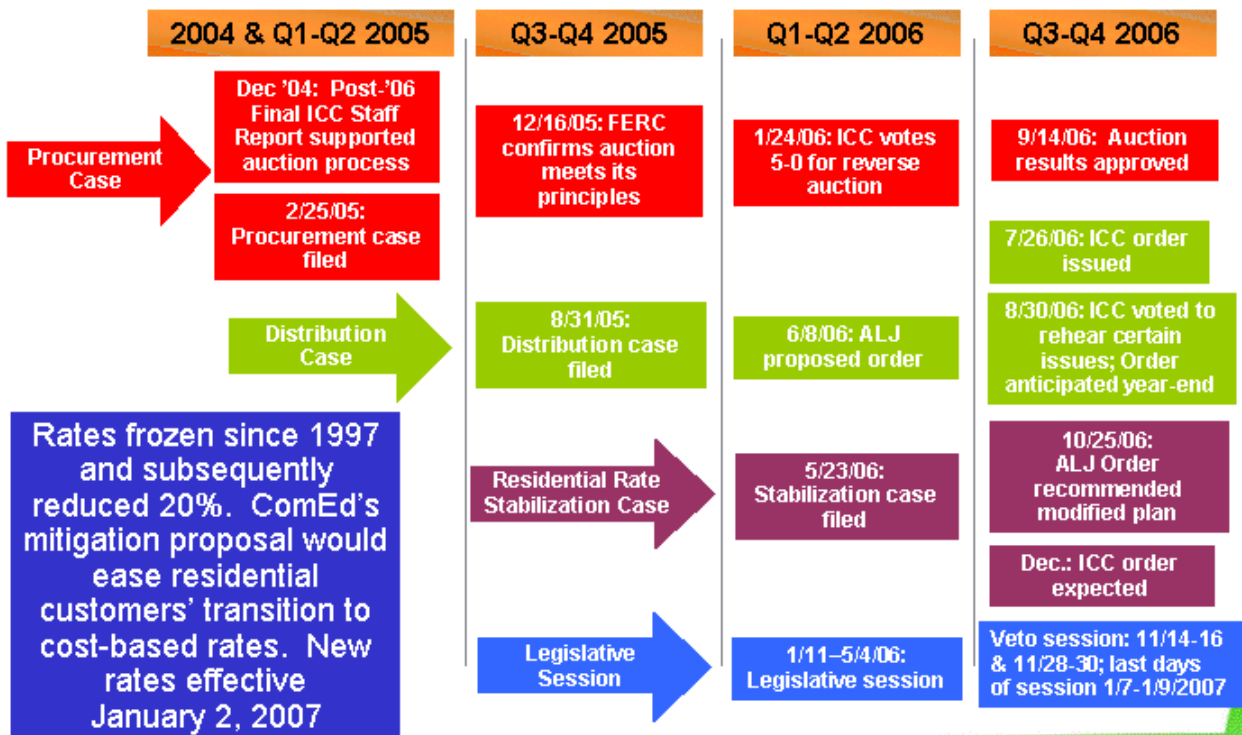 2004 & Q1-Q2 2005
Q3-Q4 2005
Q1-Q2 2006
Q3-Q4 2006
Procurement
Case
Dec '04: Post-'06
Final ICC Staff
Report supported
auction process
2/25/05:
Procurement case
filed
12/16/05: FERC
confirms auction
meets its
principles
1/24/06: ICC votes
5-0 for reverse
auction
9/14/06: Auction
results approved
Distribution
Case
8/31/05:
Distribution case
filed
6/8/06: ALJ
proposed order
7/26/06: ICC order
issued
8/30/06: ICC voted to
rehear certain
issues; Order
anticipated year-end
Residential Rate
Stabilization Case
5/23/06:
Stabilization case
filed
10/25/06:
ALJ Order
recommended
modified plan
Dec.: ICC order
expected
Legislative
Session
1/11–5/4/06:
Legislative session
Veto session: 11/14-16
& 11/28-30; last days
of session 1/7-1/9/2007
Rates frozen since 1997
and subsequently
reduced 20%. ComEd's
mitigation proposal would
ease residential
customers' transition to
cost-based rates. New
rates effective
January 2, 2007